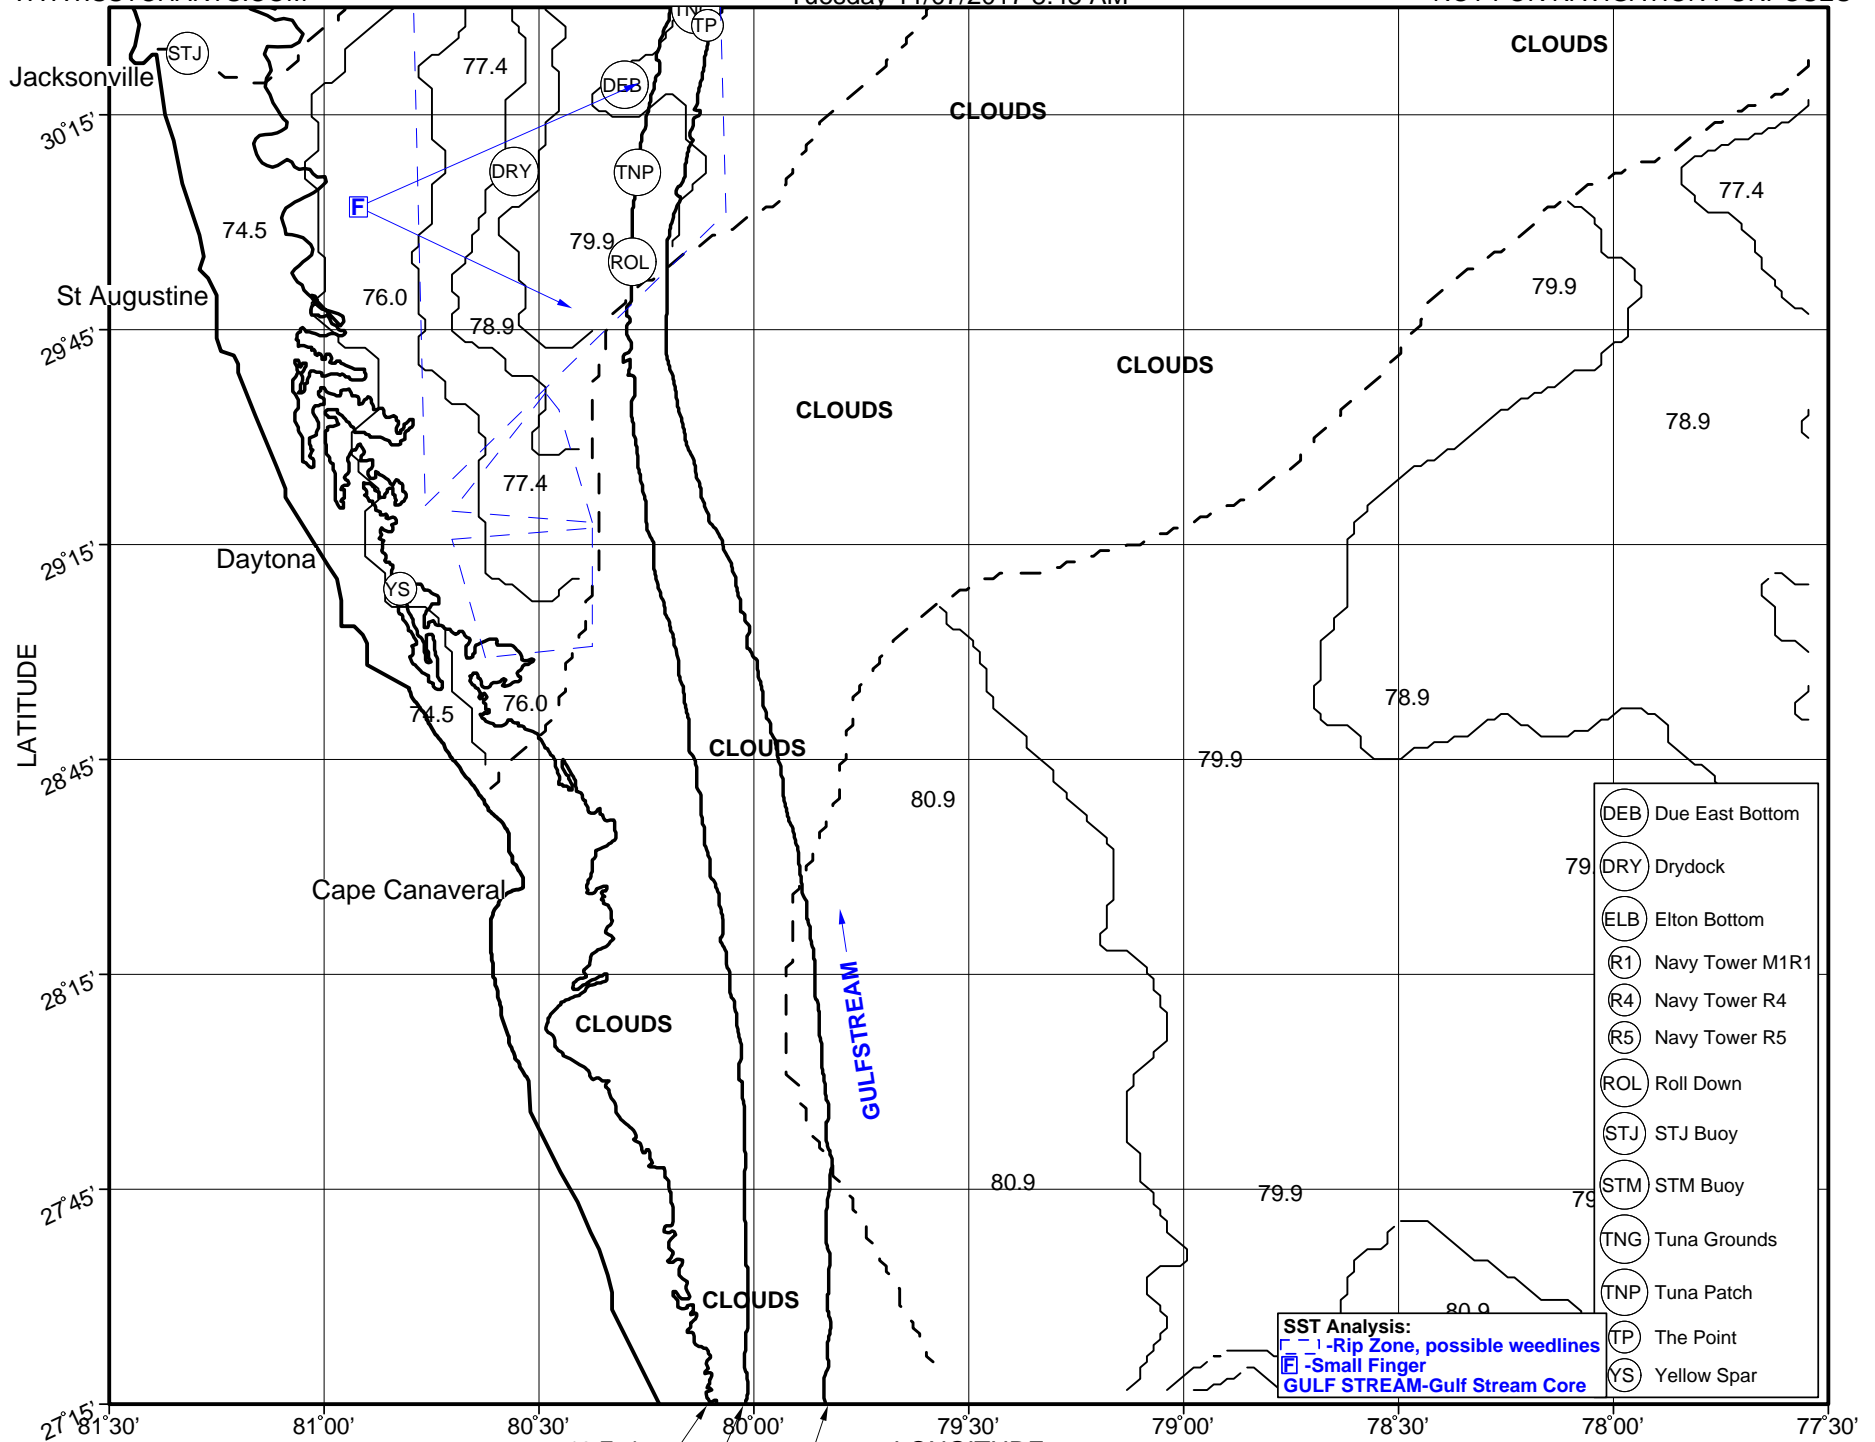 CLOUDS
TP
STJ
Jacksonville
77.4
DEB
CLOUDS
30°15'
DRY
TNP
77.4
F
74.5
79.9
ROL
St Augustine
76.0
79.9
78.9
29°45'
CLOUDS
CLOUDS
78.9
77.4
29°15'
Daytona
YS
LATITUDE
76.0
74.5
78.9
CLOUDS
28°45'
79.9
80.9
DEB Due East Bottom
DRY Drydock
Cape Canaveral
ELB Elton Bottom
R1 Navy Tower M1R1
28°15'
GULFSTREAM
R4 Navy Tower R4
CLOUDS
R5 Navy Tower R5
ROL Roll Down
STJ STJ Buoy
27°45'
80.9
79.9
STM STM Buoy
TNG Tuna Grounds
TNP Tuna Patch
CLOUDS
80.9
SST Analysis:
-Rip Zone, possible weedlines
F -Small Finger
GULF STREAM-Gulf Stream Core
TP The Point
YS Yellow Spar
27°15'
81°30' 81°00' 80°30' 80°00' 79°30' 79°00' 78°30' 78°00' 77°30'